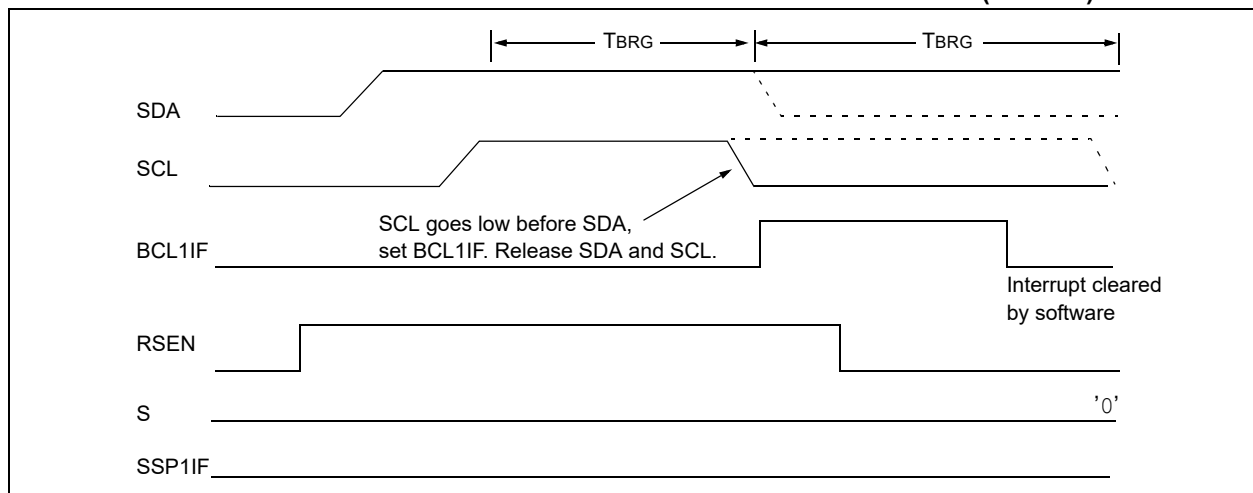 TBRG TBRG
SDA
SCL
SCL goes low before SDA,
set BCL1IF. Release SDA and SCL.
BCL1IF
Interrupt cleared
by software
RSEN
S
'0'
SSP1IF